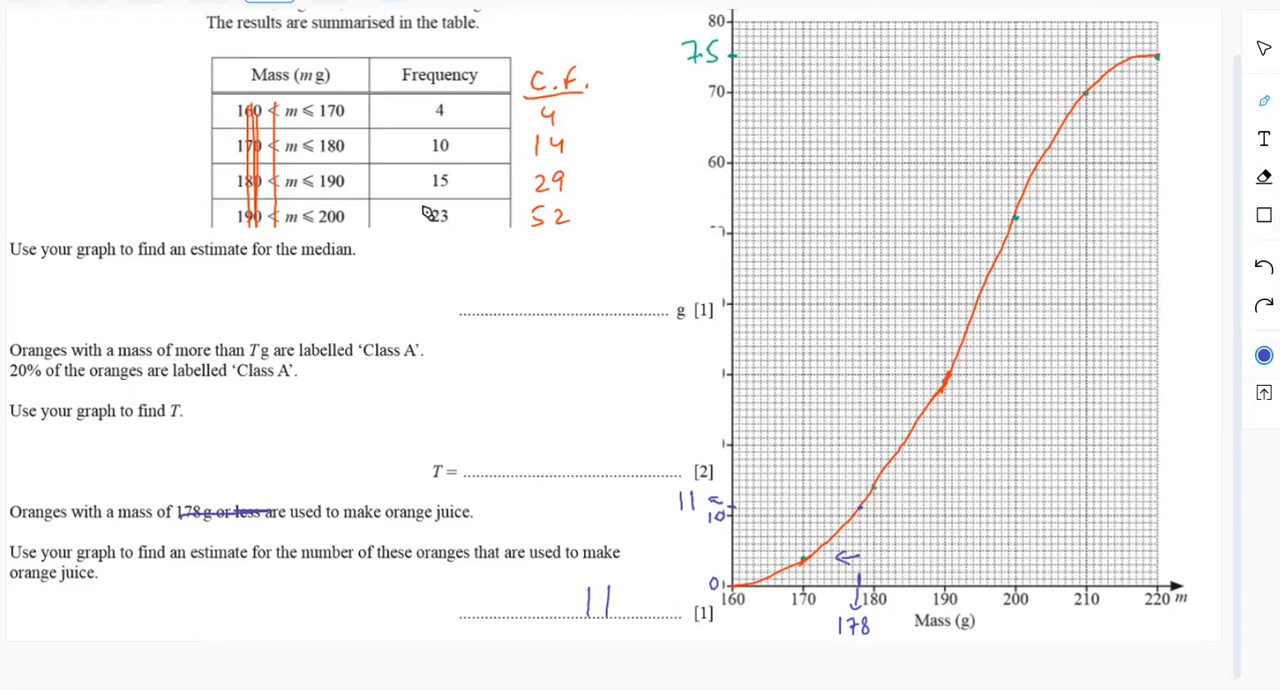 The results are summarised in the table.
Mass (m g) Frequency C.F.
160 < m ⩽ 170 4 4
170 < m ⩽ 180 10 14
180 < m ⩽ 190 15 29
190 < m ⩽ 200 23 52
Use your graph to find an estimate for the median.
g [1]
Oranges with a mass of more than T g are labelled ‘Class A’.
20% of the oranges are labelled ‘Class A’.
Use your graph to find T.
T = [2]
Oranges with a mass of 178 g or less are used to make orange juice.
Use your graph to find an estimate for the number of these oranges that are used to make
orange juice.
11 [1]
80
75
70
60
11
10
0
160 170 180 190 200 210 220 m
178
Mass (g)
T